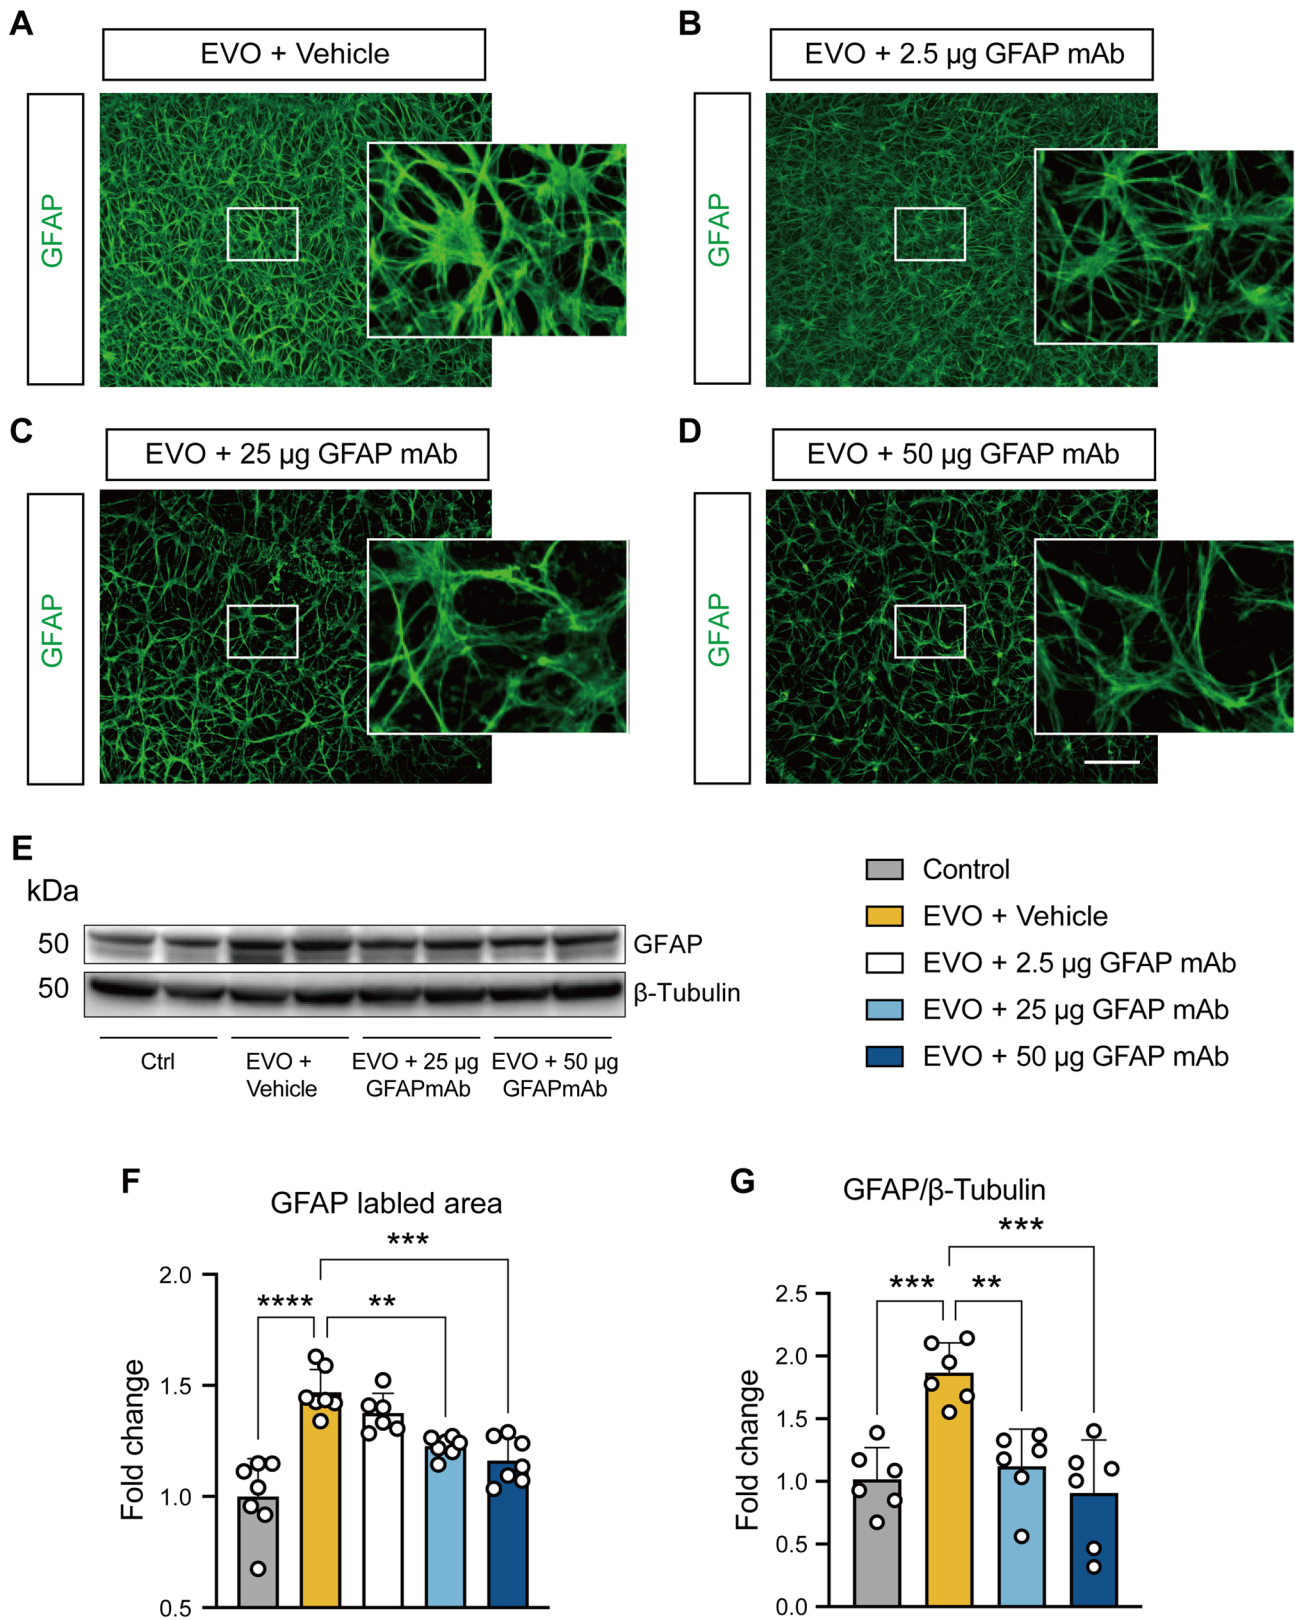 A
EVO + Vehicle
GFAP
B
EVO + 2.5 µg GFAP mAb
GFAP
C
EVO + 25 µg GFAP mAb
GFAP
D
EVO + 50 µg GFAP mAb
GFAP
E
kDa
50
GFAP
50
β-Tubulin
Ctrl
EVO +
Vehicle
EVO + 25 µg
GFAPmAb
EVO + 50 µg
GFAPmAb
Control
EVO + Vehicle
EVO + 2.5 µg GFAP mAb
EVO + 25 µg GFAP mAb
EVO + 50 µg GFAP mAb
F
GFAP labled area
***
****
**
Fold change
2.0
1.5
1.0
0.5
G
GFAP/β-Tubulin
***
***
**
Fold change
2.5
2.0
1.5
1.0
0.5
0.0